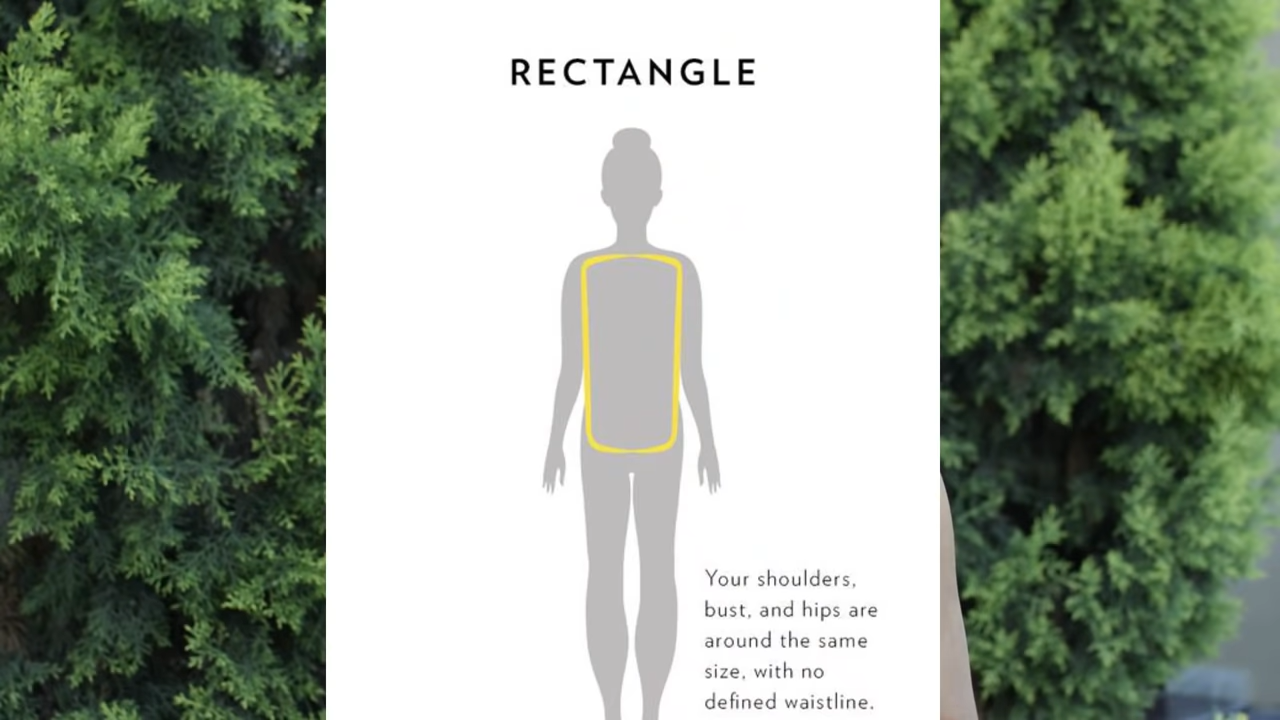 RECTANGLE
Your shoulders,
bust, and hips are
around the same
size, with no
defined waistline.